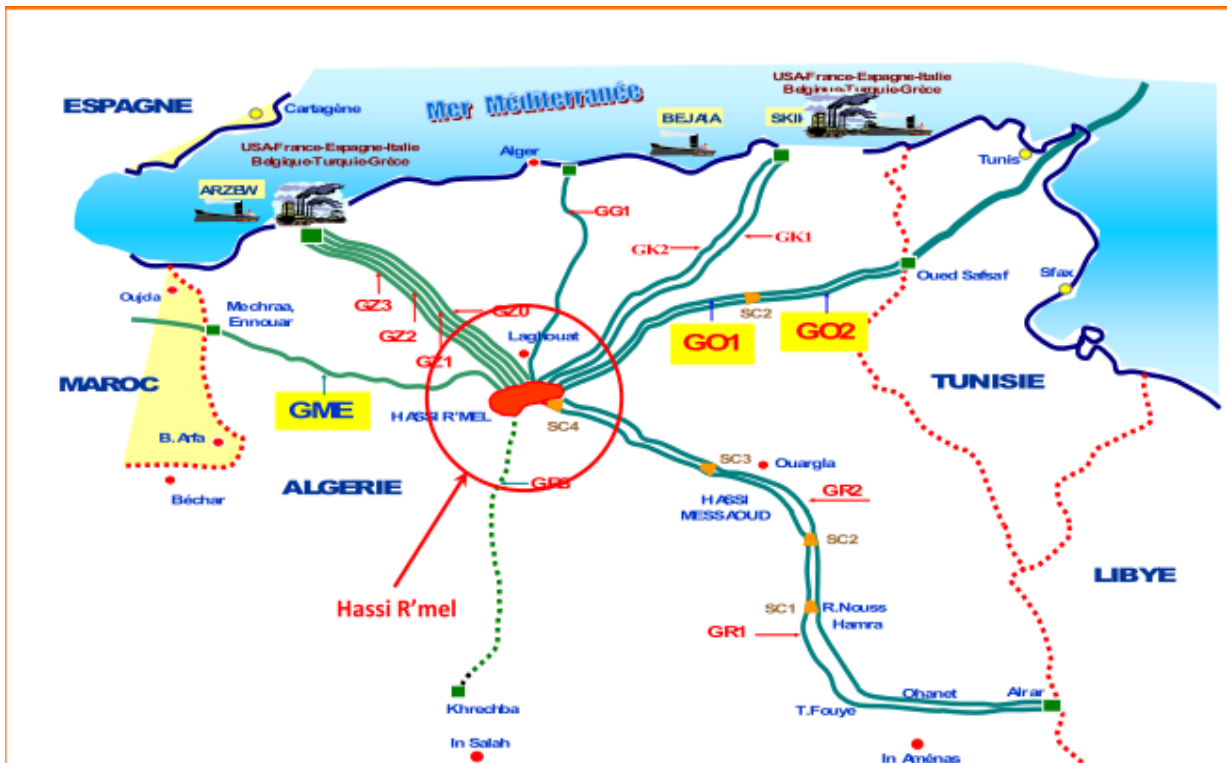 USA-France-Espagne-Italie
Belgique-Turquie-Grèce
ESPAGNE
Cartagène
Mer Méditerranée
BEJAIA
USA-France-Espagne-Italie
Belgique-Turquie-Grèce
Alger
Tunis
ARZEW
GG1
GK2
GK1
Oued Safsaf
Sfax
Oujda
Mechraa,
Ennouar
GZ3
GZ2
GZ1
GZ0
Laghouat
SC2
GO1
GO2
MAROC
GME
TUNISIE
HASSI R'MEL
SC4
B. Arfa
Béchar
ALGERIE
SC3
Ouargla
HASSI
MESSAOUD
GR2
SC2
LIBYE
Hassi R'mel
SC1
R.Nouss
Hamra
GR1
Ohanet
Alrar
T.Fouye
Khrechba
In Salah
In Aménas